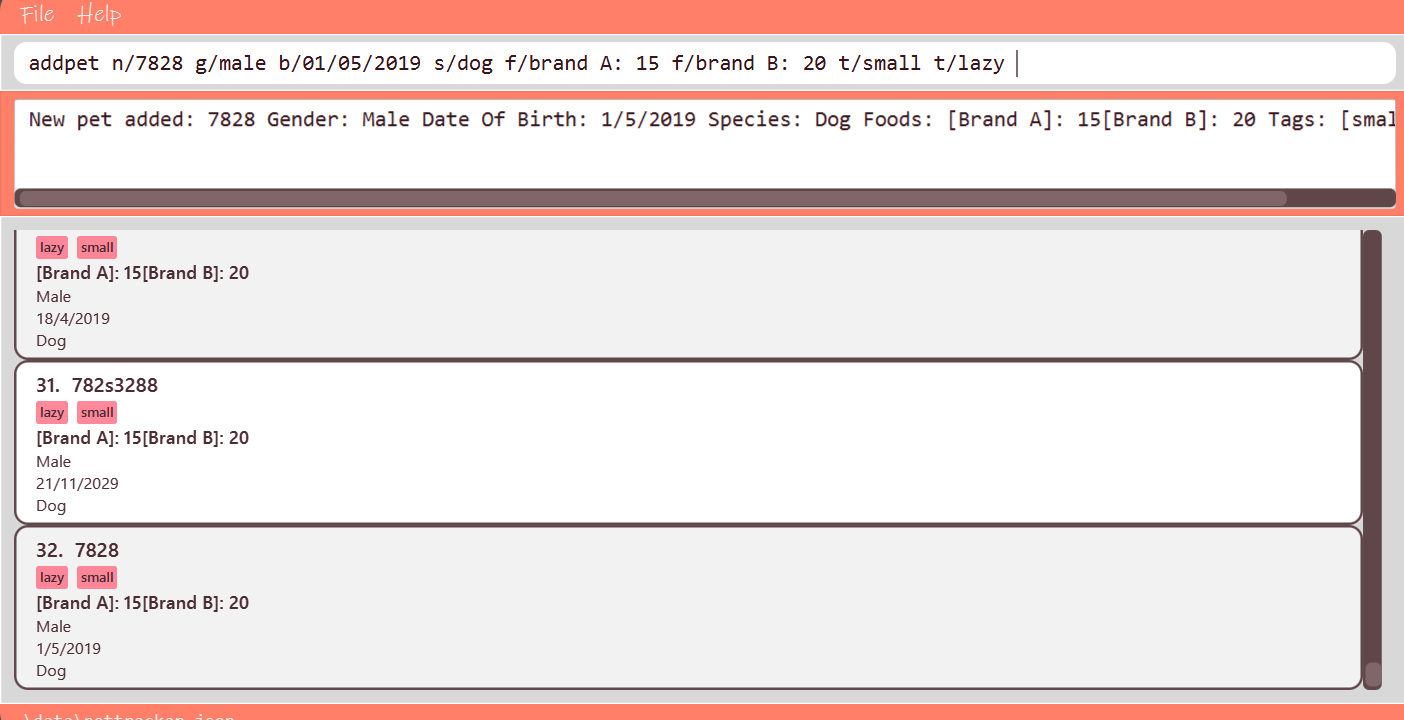 File Help
addpet n/7828 g/male b/01/05/2019 s/dog f/brand A: 15 f/brand B: 20 t/small t/lazy
New pet added: 7828 Gender: Male Date Of Birth: 1/5/2019 Species: Dog Foods: [Brand A]: 15[Brand B]: 20 Tags: [smal
lazy small
[Brand A]: 15[Brand B]: 20
Male
18/4/2019
Dog
31. 782s3288
lazy small
[Brand A]: 15[Brand B]: 20
Male
21/11/2029
Dog
32. 7828
lazy small
[Brand A]: 15[Brand B]: 20
Male
1/5/2019
Dog